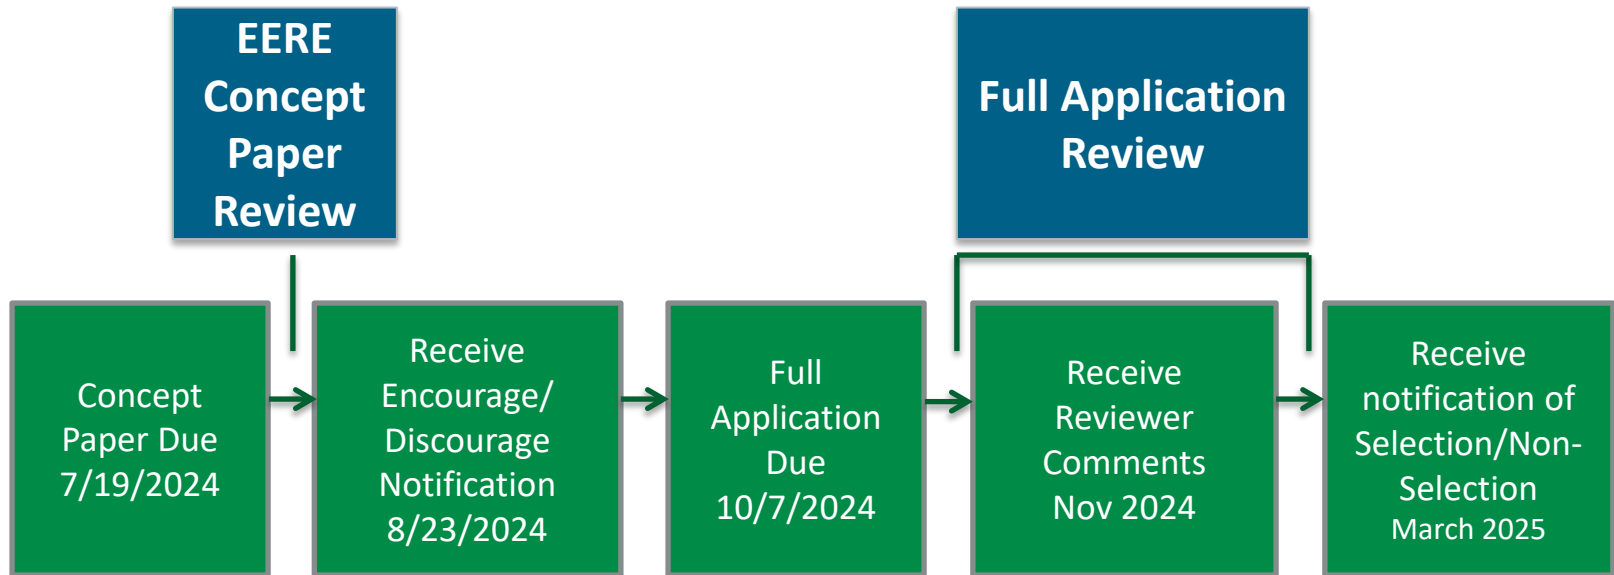 EERE
Concept
Paper
Review
Full Application
Review
Concept
Paper Due
7/19/2024
Receive
Encourage/
Discourage
Notification
8/23/2024
Full
Application
Due
10/7/2024
Receive
Reviewer
Comments
Nov 2024
Receive
notification of
Selection/Non-
Selection
March 2025